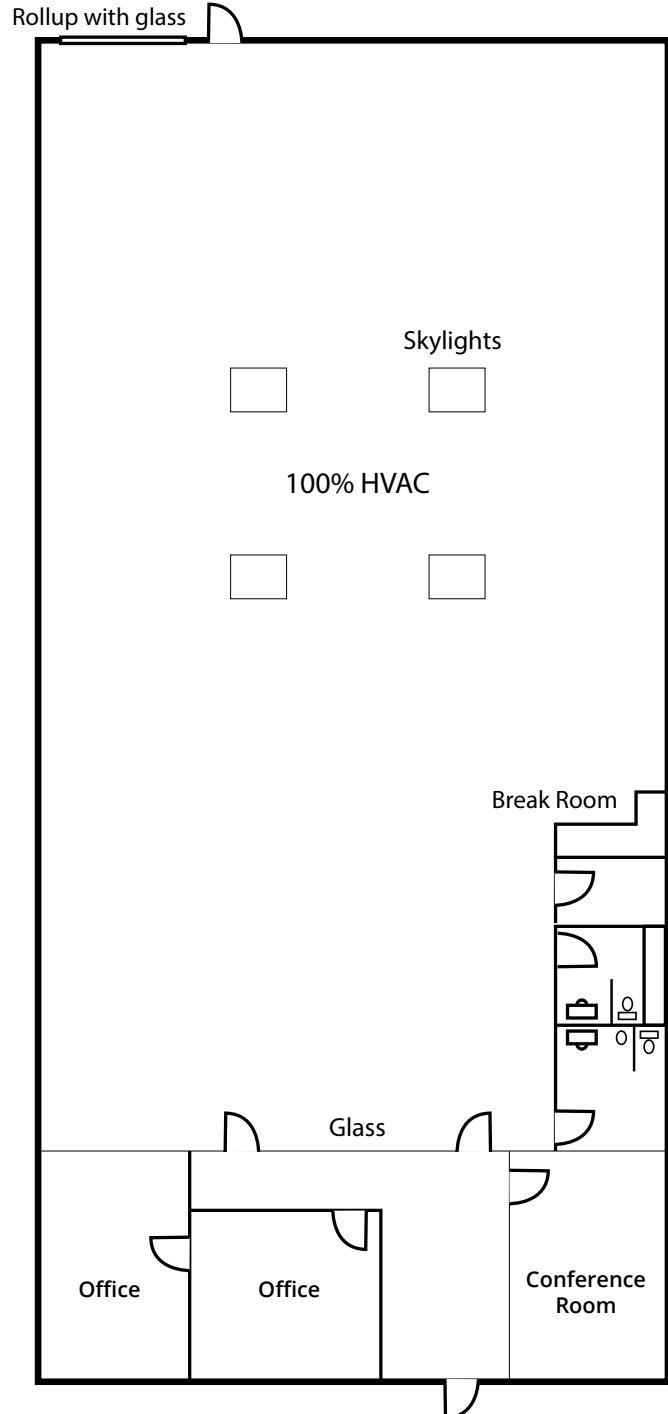 Rollup with glass
Skylights
100% HVAC
Break Room
Glass
Office
Office
Conference
Room